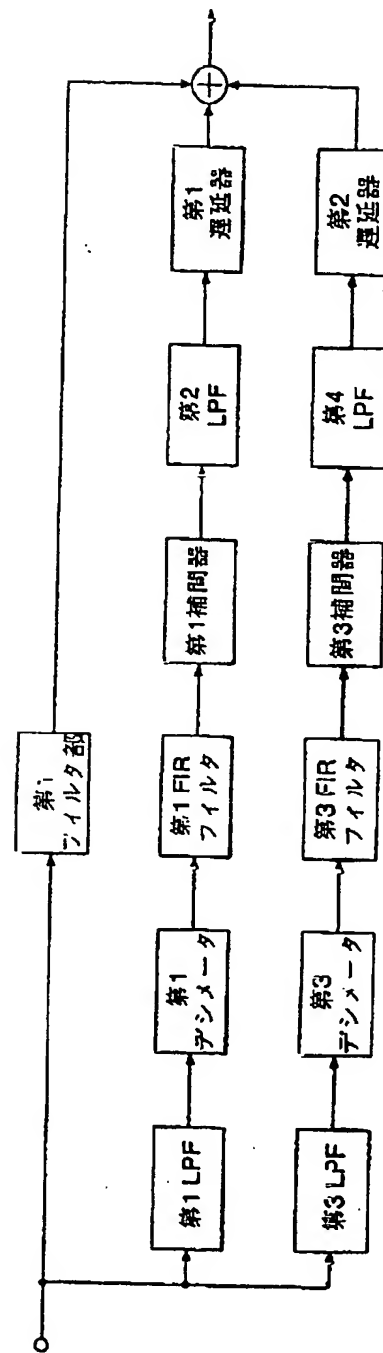 第1
フィルタ部
第1 LPF
第1
デシメータ
第1 FIR
フィルタ
第1補間器
第2
LPF
第1
遅延器
第3 LPF
第3
デシメータ
第3 FIR
フィルタ
第3補間器
第4
LPF
第2
遅延器